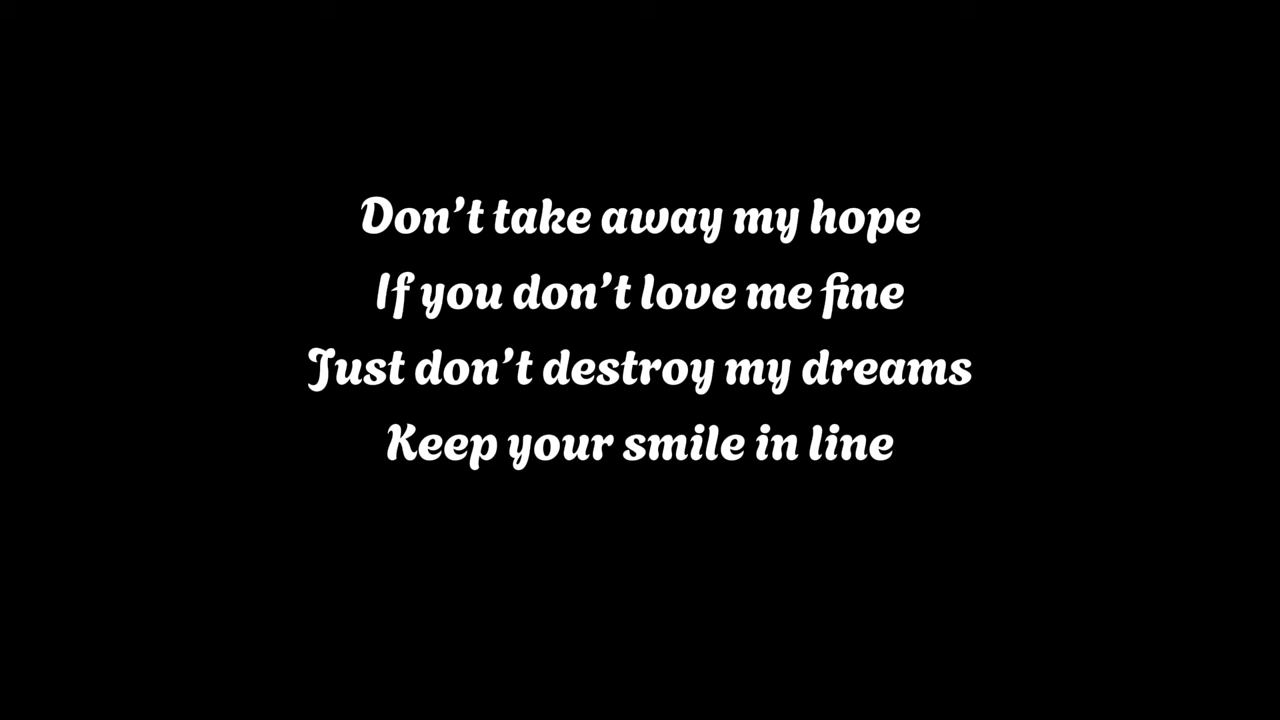 Don’t take away my hope
If you don’t love me fine
Just don’t destroy my dreams
Keep your smile in line